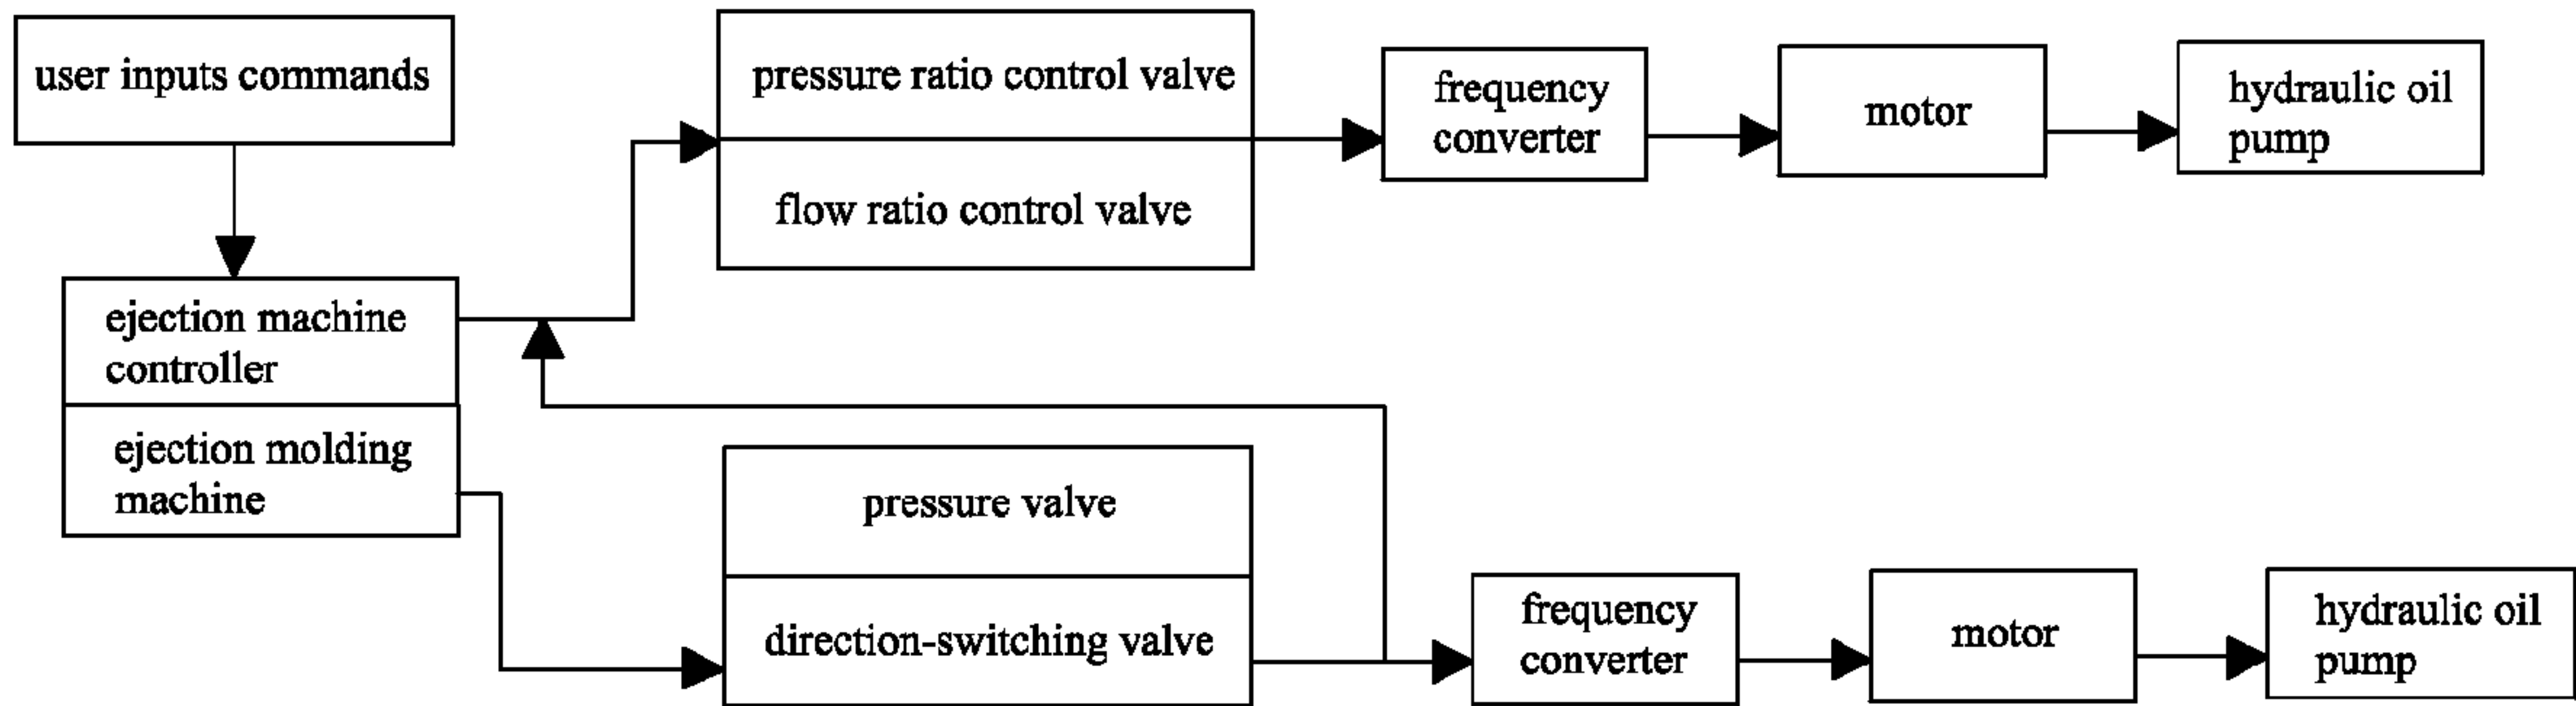 user inputs commands
pressure ratio control valve
flow ratio control valve
frequency
converter
motor
hydraulic oil
pump
ejection machine
controller
ejection molding
machine
pressure valve
direction-switching valve
frequency
converter
motor
hydraulic oil
pump